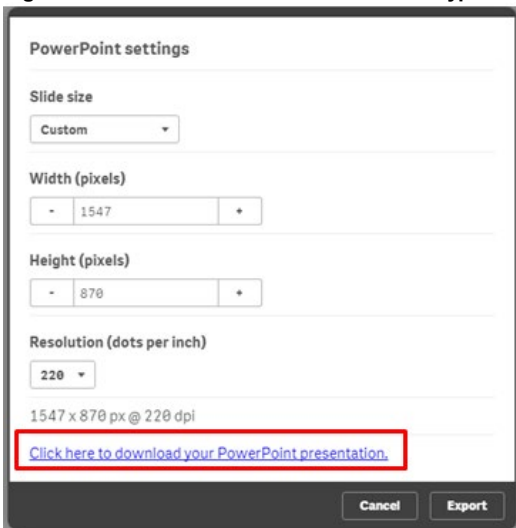 PowerPoint settings
Slide size
Custom
Width (pixels)
- 1547 +
Height (pixels)
- 870 +
Resolution (dots per inch)
220
1547 x 870 px @ 220 dpi
Click here to download your PowerPoint presentation.
Cancel Export